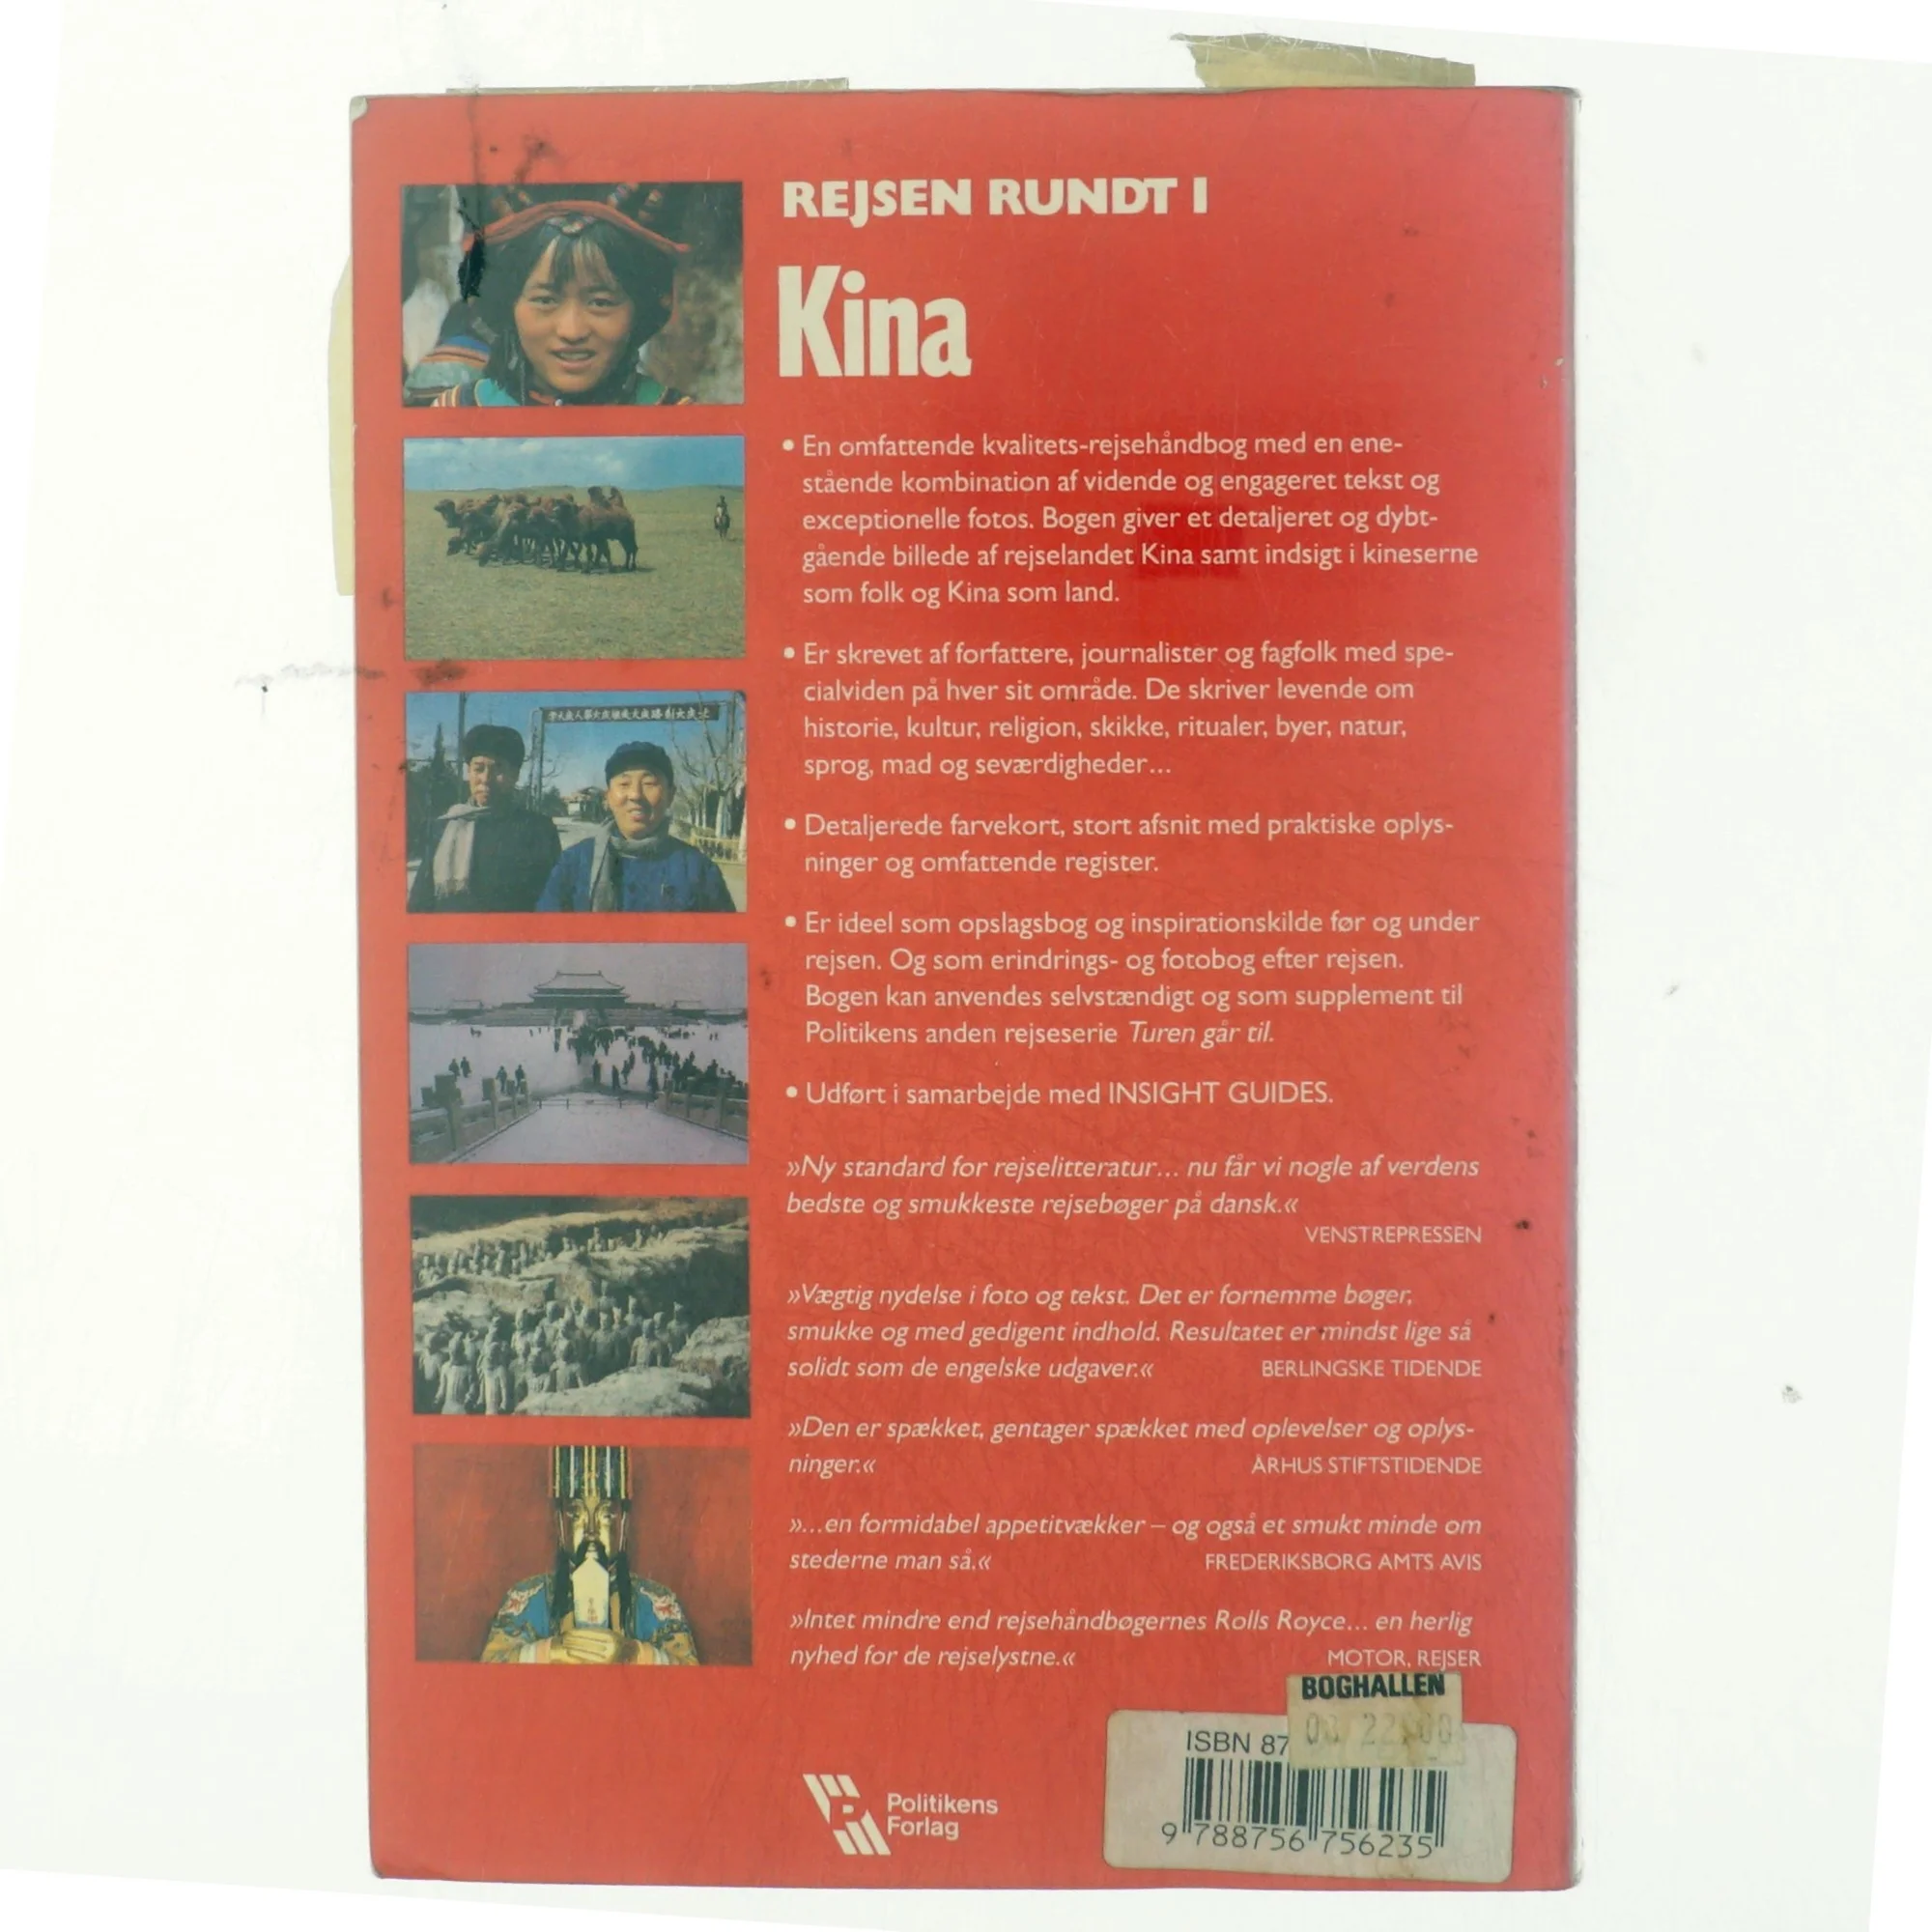 REJSEN RUNDT I
Kina
• En omfattende kvalitets-rejsehåndbog med en ene-
stående kombination af vidende og engageret tekst og
exceptionelle fotos. Bogen giver et detaljeret og dybt-
gående billede af rejselandet Kina samt indsigt i kineserne
som folk og Kina som land.
• Er skrevet af forfattere, journalister og fagfolk med spe-
cialviden på hver sit område. De skriver levende om
historie, kultur, religion, skikke, ritualer, byer, natur,
sprog, mad og seværdigheder...
• Detaljerede farvekort, stort afsnit med praktiske oplys-
ninger og omfattende register.
• Er ideel som opslagsbog og inspirationskilde før og under
rejsen. Og som erindrings- og fotobog efter rejsen.
Bogen kan anvendes selvstændigt og som supplement til
Politikens anden rejseserie Turen går til.
• Udført i samarbejde med INSIGHT GUIDES.
»Ny standard for rejselitteratur... nu får vi nogle af verdens
bedste og smukkeste rejsebøger på dansk.«
VENSTREPRESSEN
»Vægtig nydelse i foto og tekst. Det er fornemme bøger,
smukke og med gedigent indhold. Resultatet er mindst lige så
solidt som de engelske udgaver.« BERLINGSKE TIDENDE
»Den er spækket, gentager spækket med oplevelser og oplys-
ninger.« ÅRHUS STIFTSTIDENDE
»...en formidabel appetitvækker – og også et smukt minde om
stederne man så.« FREDERIKSBORG AMTS AVIS
»Intet mindre end rejsehåndbøgernes Rolls Royce... en herlig
nyhed for de rejselystne.« MOTOR, REJSER
BOGHALLEN
ISBN 87
9 788756 756235
Politikens
Forlag